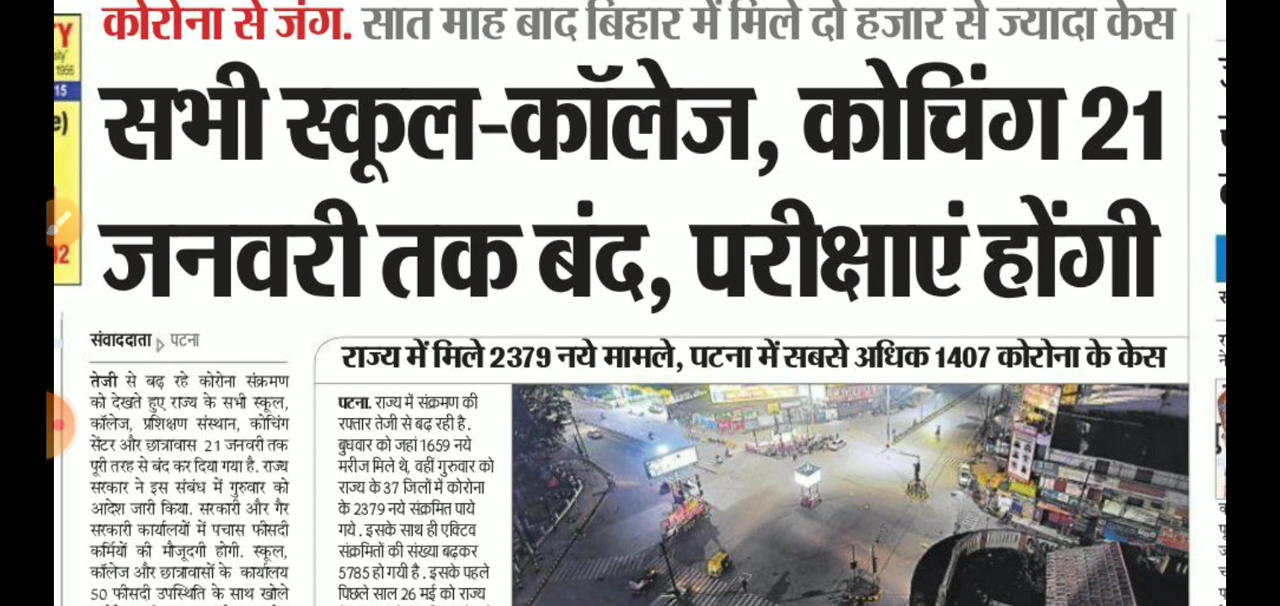 कोरोना से जंग. सात माह बाद बिहार में मिले दो हजार से ज्यादा केस
सभी स्कूल-कॉलेज, कोचिंग 21
जनवरी तक बंद, परीक्षाएं होंगी
संवाददाता पटना
तेजी से बढ़ रहे कोरोना संक्रमण
को देखते हुए राज्य के सभी स्कूल,
कॉलेज, प्रशिक्षण संस्थान, कोचिंग
सेंटर और छात्रावास 21 जनवरी तक
पूरी तरह से बंद कर दिया गया है. राज्य
सरकार ने इस संबंध में गुरुवार को
आदेश जारी किया. सरकारी और गैर
सरकारी कार्यालयों में पचास फीसदी
कर्मियों की मौजूदगी होगी. स्कूल,
कॉलेज और छात्रावासों के कार्यालय
50 फीसदी उपस्थिति के साथ खोले
राज्य में मिले 2379 नये मामले, पटना में सबसे अधिक 1407 कोरोना के केस
पटना. राज्य में संक्रमण की
रफ्तार तेजी से बढ़ रही है.
बुधवार को जहां 1659 नये
मरीज मिले थे, वहीं गुरुवार को
राज्य के 37 जिलों में कोरोना
के 2379 नये संक्रमित पाये
गये. इसके साथ ही एक्टिव
संक्रमितों की संख्या बढ़कर
5785 हो गयी है. इसके पहले
पिछले साल 26 मई को राज्य